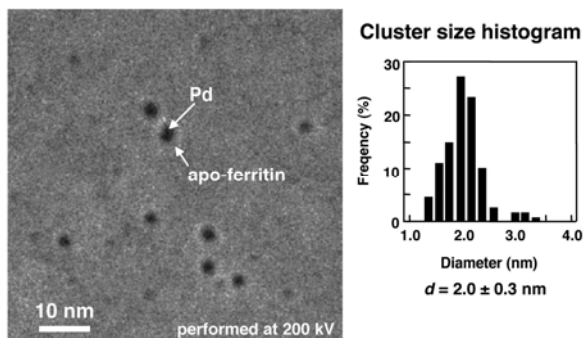 Pd
apo-ferritin
10 nm
performed at 200 kV
Cluster size histogram
Freqency (%)
30
20
10
0
1.0 2.0 3.0 4.0
Diameter (nm)
d = 2.0 ± 0.3 nm